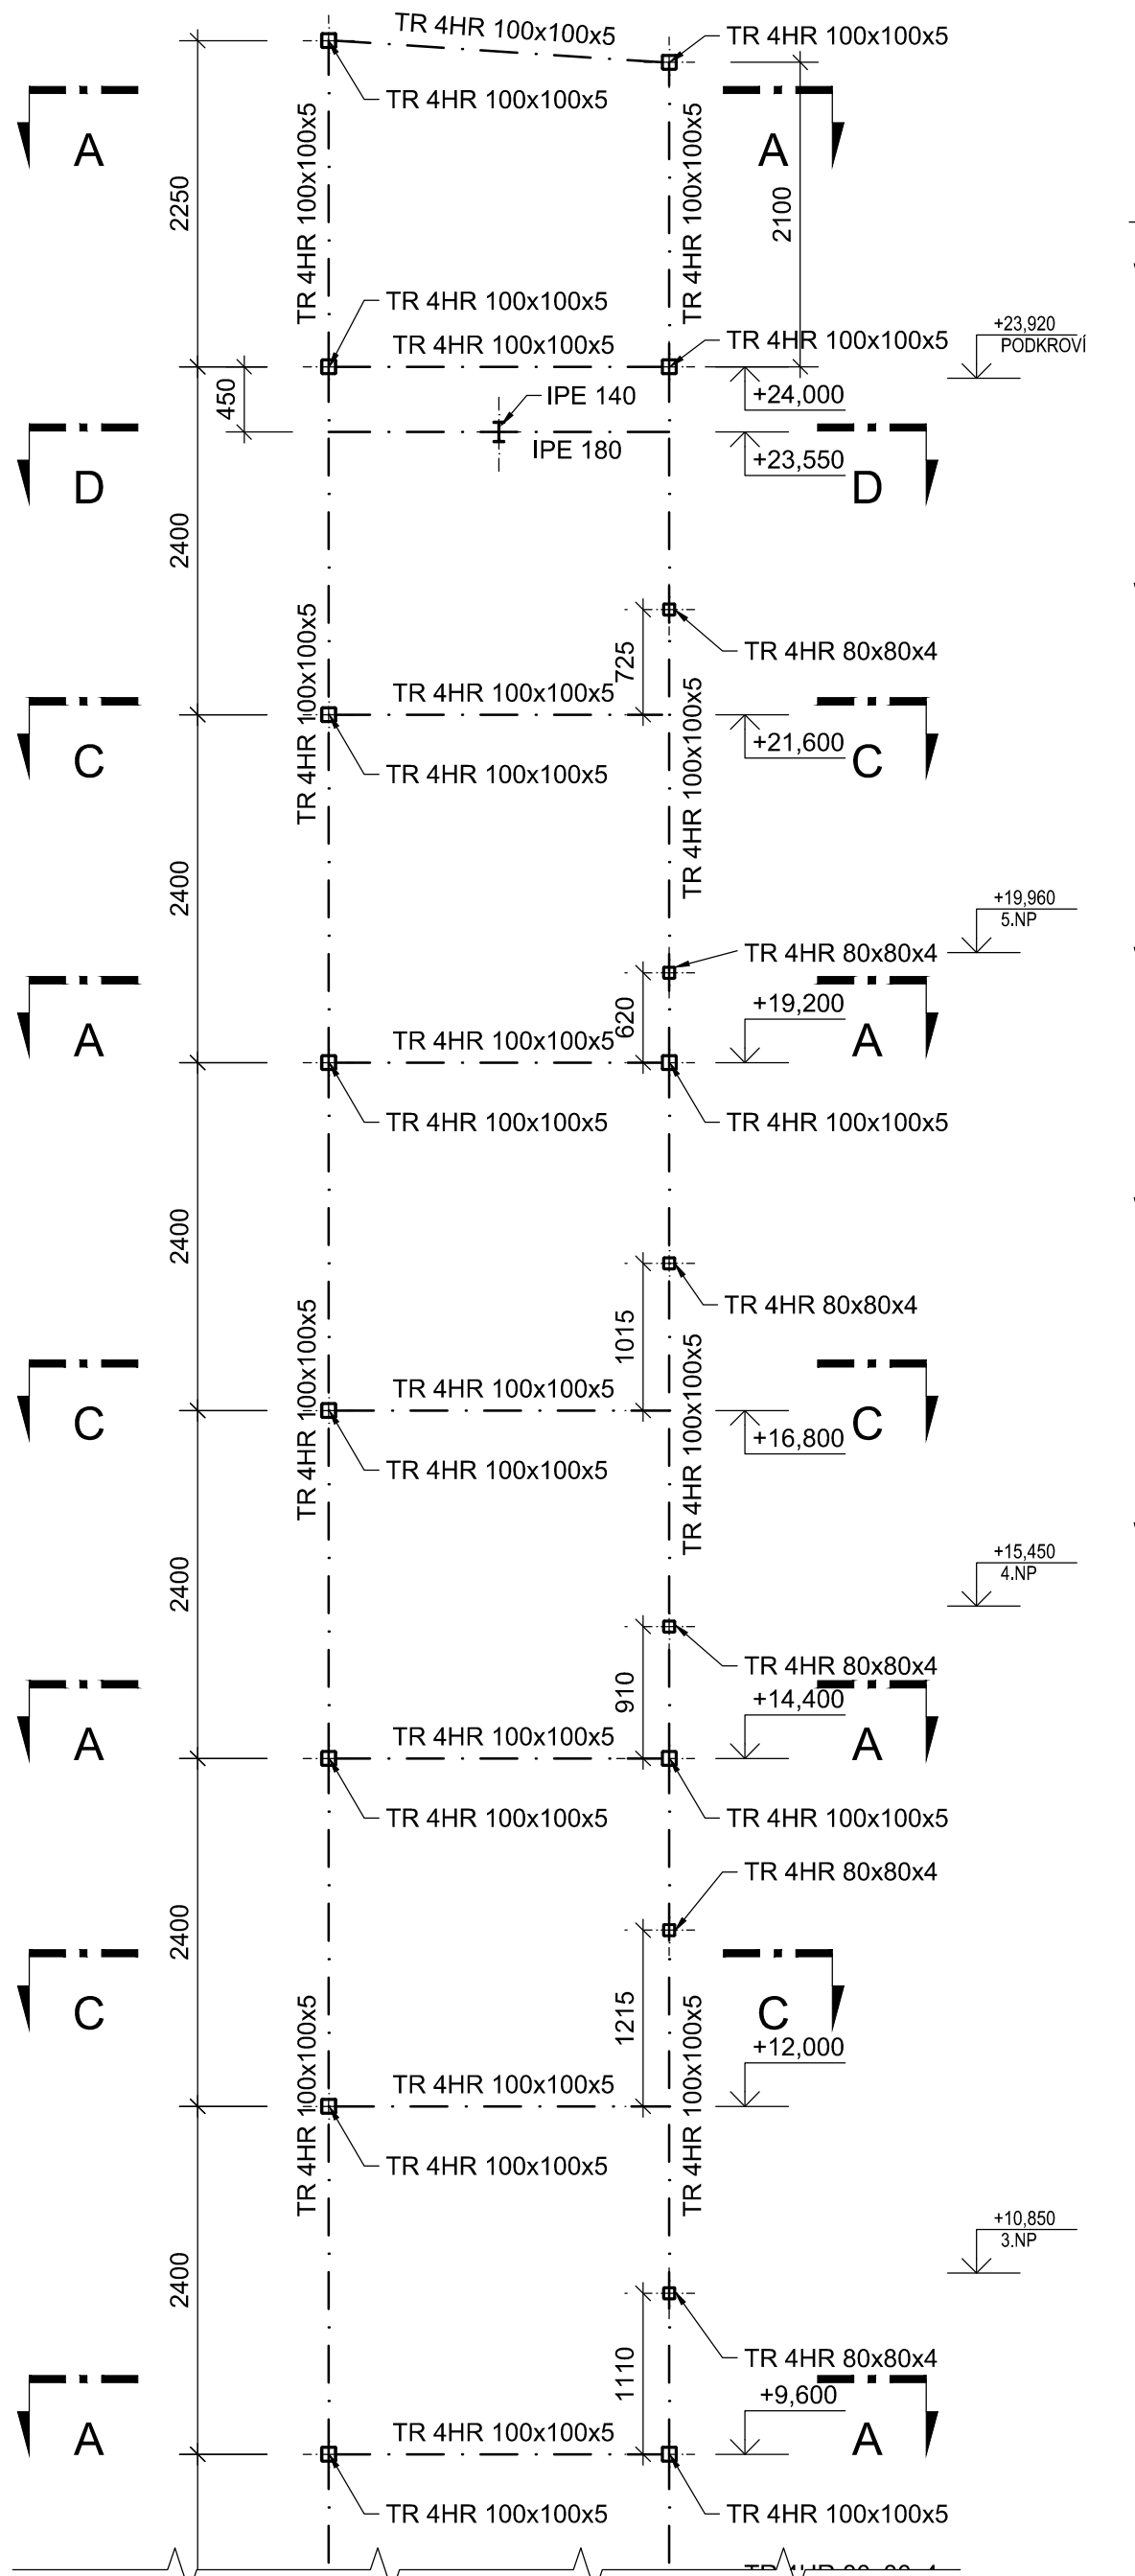 TR 4HR 100x100x5
TR 4HR 100x100x5
TR 4HR 100x100x5
A
A
TR 4HR 100x100x5
TR 4HR 100x100x5
2250
2100
TR 4HR 100x100x5
+23,920
PODKROVÍ
TR 4HR 100x100x5
TR 4HR 100x100x5
450
IPE 140
+24,000
IPE 180
+23,550
D
D
2400
TR 4HR 100x100x5
725
TR 4HR 80x80x4
TR 4HR 100x100x5
TR 4HR 100x100x5
C
+21,600
C
TR 4HR 100x100x5
2400
+19,960
5.NP
TR 4HR 80x80x4
620
+19,200
A
TR 4HR 100x100x5
A
TR 4HR 100x100x5
TR 4HR 100x100x5
2400
TR 4HR 80x80x4
1015
TR 4HR 100x100x5
TR 4HR 100x100x5
TR 4HR 100x100x5
C
+16,800
C
TR 4HR 100x100x5
2400
+15,450
4.NP
TR 4HR 80x80x4
910
+14,400
A
TR 4HR 100x100x5
A
TR 4HR 100x100x5
TR 4HR 100x100x5
TR 4HR 80x80x4
2400
1215
C
C
TR 4HR 100x100x5
TR 4HR 100x100x5
+12,000
TR 4HR 100x100x5
TR 4HR 100x100x5
+10,850
3.NP
2400
TR 4HR 80x80x4
1110
+9,600
A
TR 4HR 100x100x5
A
TR 4HR 100x100x5
TR 4HR 100x100x5